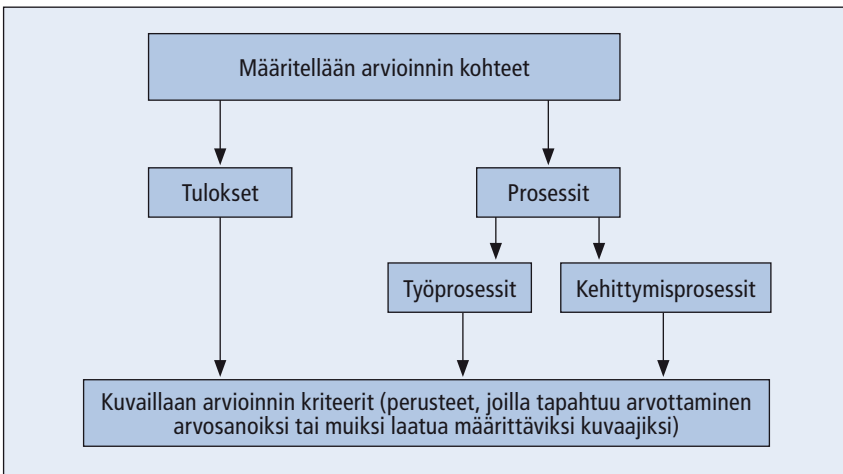 Määritellään arvioinnin kohteet
Tulokset
Prosessit
Työprosessit
Kehittymisprosessit
Kuvaillaan arvioinnin kriteerit (perusteet, joilla tapahtuu arvottaminen
arvosanoiksi tai muiksi laatua määrittäviksi kuvaajiksi)